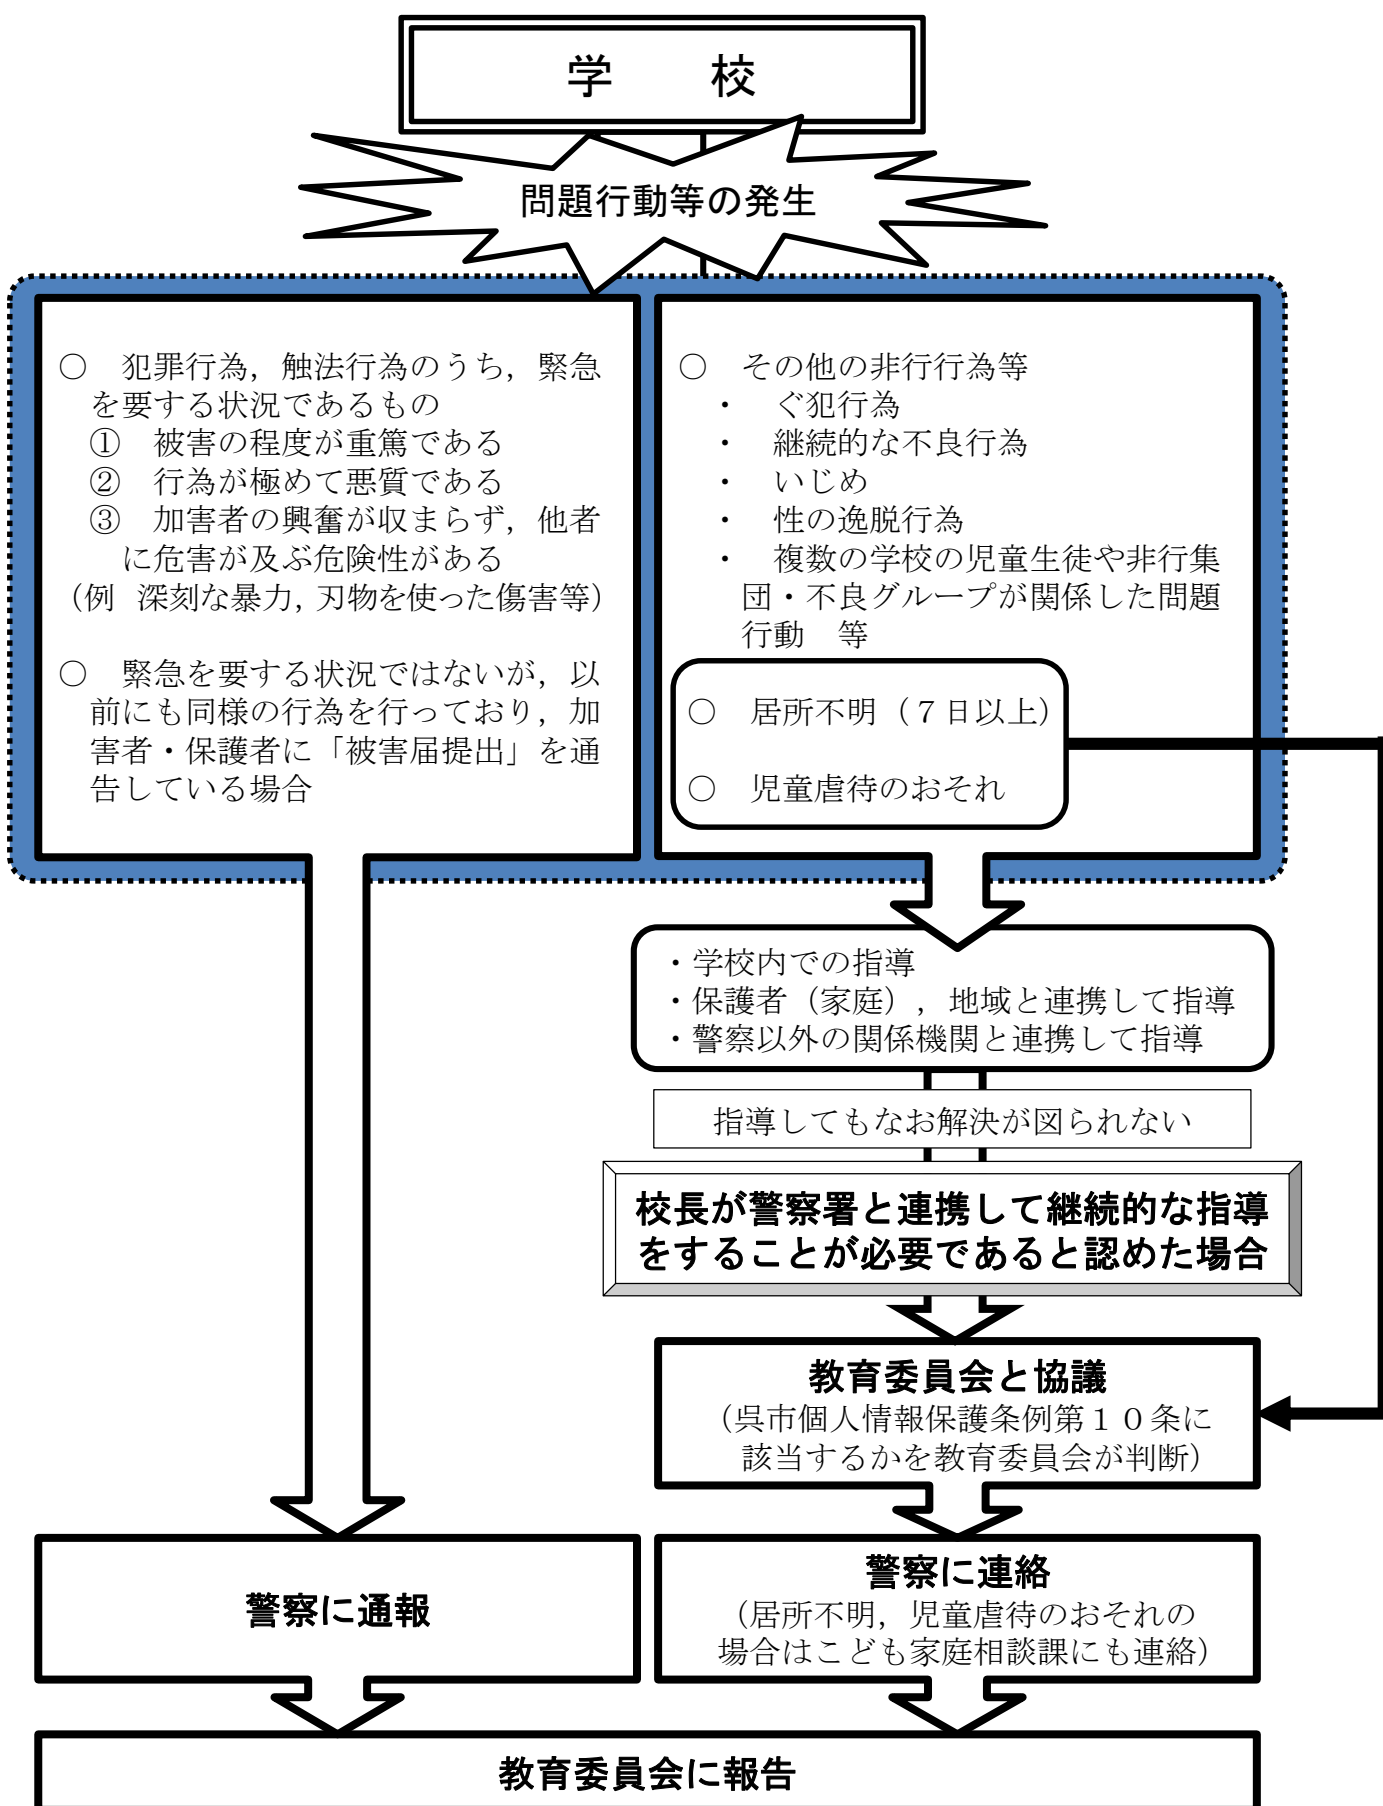 学　校
問題行動等の発生
○　犯罪行為，触法行為のうち，緊急
を要する状況であるもの
①　被害の程度が重篤である
②　行為が極めて悪質である
③　加害者の興奮が収まらず，他者
に危害が及ぶ危険性がある
（例　深刻な暴力，刃物を使った傷害等）
○　緊急を要する状況ではないが，以
前にも同様の行為を行っており，加
害者・保護者に「被害届提出」を通
告している場合
○　その他の非行行為等
・　ぐ犯行為
・　継続的な不良行為
・　いじめ
・　性の逸脱行為
・　複数の学校の児童生徒や非行集
団・不良グループが関係した問題
行動　等
○　居所不明（７日以上）
○　児童虐待のおそれ
・学校内での指導
・保護者（家庭），地域と連携して指導
・警察以外の関係機関と連携して指導
指導してもなお解決が図られない
校長が警察署と連携して継続的な指導
をすることが必要であると認めた場合
教育委員会と協議
（呉市個人情報保護条例第１０条に
該当するかを教育委員会が判断）
警察に通報
警察に連絡
（居所不明，児童虐待のおそれの
場合はこども家庭相談課にも連絡）
教育委員会に報告